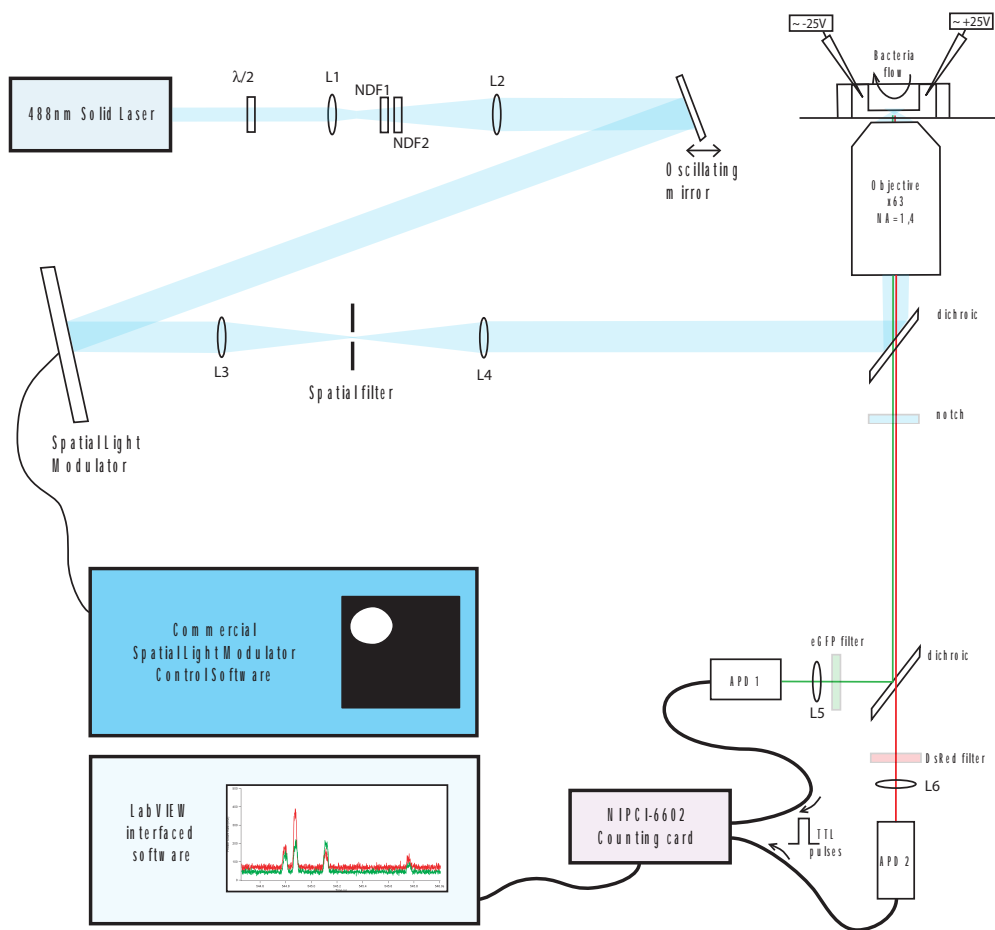 ~ -25V
~ +25V
Bacteria
flow
λ/2
L1
NDF1
NDF2
L2
488nm Solid Laser
Oscillating
mirror
Objective
x63
NA=1,4
dichroic
L3
Spatial filter
L4
notch
Spatial Light
Modulator
Commercial
Spatial Light Modulator
Control Software
eGFP filter
dichroic
APD 1
L5
DsRed filter
L6
LabVIEW
interfaced
software
NI PCI-6602
Counting card
TTL
pulses
APD 2